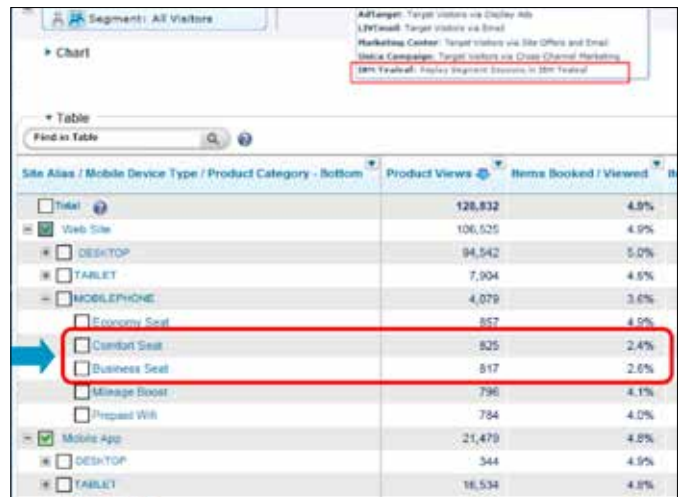 Segment: All Visitors
AdTarget: Target visitors via Display Ads
LIVEmail: Target visitors via Email
Marketing Center: Target visitors via Site Offers and Email
Unica Campaign: Target visitors via Cross-Channel Marketing
IBM Tealeaf: Replay Segment Sessions in IBM Tealeaf
Chart
Table
Find in Table
Site Alias / Mobile Device Type / Product Category - Bottom Product Views Items Booked / Viewed
Total 128,832 4.9%
Web Site 106,525 4.9%
DESKTOP 94,542 5.0%
TABLET 7,904 4.6%
MOBILEPHONE 4,079 3.6%
Economy Seat 857 4.9%
Comfort Seat 825 2.4%
Business Seat 817 2.6%
Mileage Boost 796 4.1%
Prepaid Wifi 784 4.0%
Mobile App 21,479 4.8%
DESKTOP 344 4.9%
TABLET 16,534 4.8%